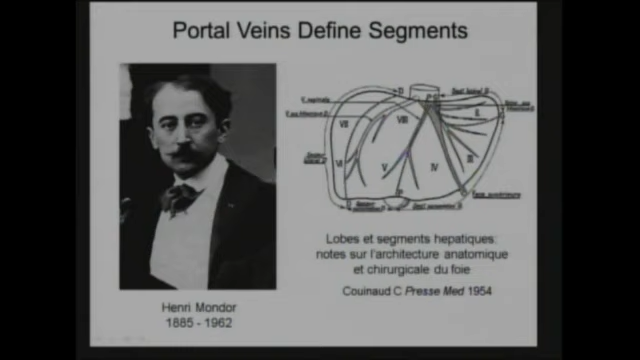 Portal Veins Define Segments
VII
VIII
II
VI
V
IV
III
Lobes et segments hepatiques:
notes sur l'architecture anatomique
et chirurgicale du foie
Couinaud C Presse Med 1954
Henri Mondor
1885 - 1962